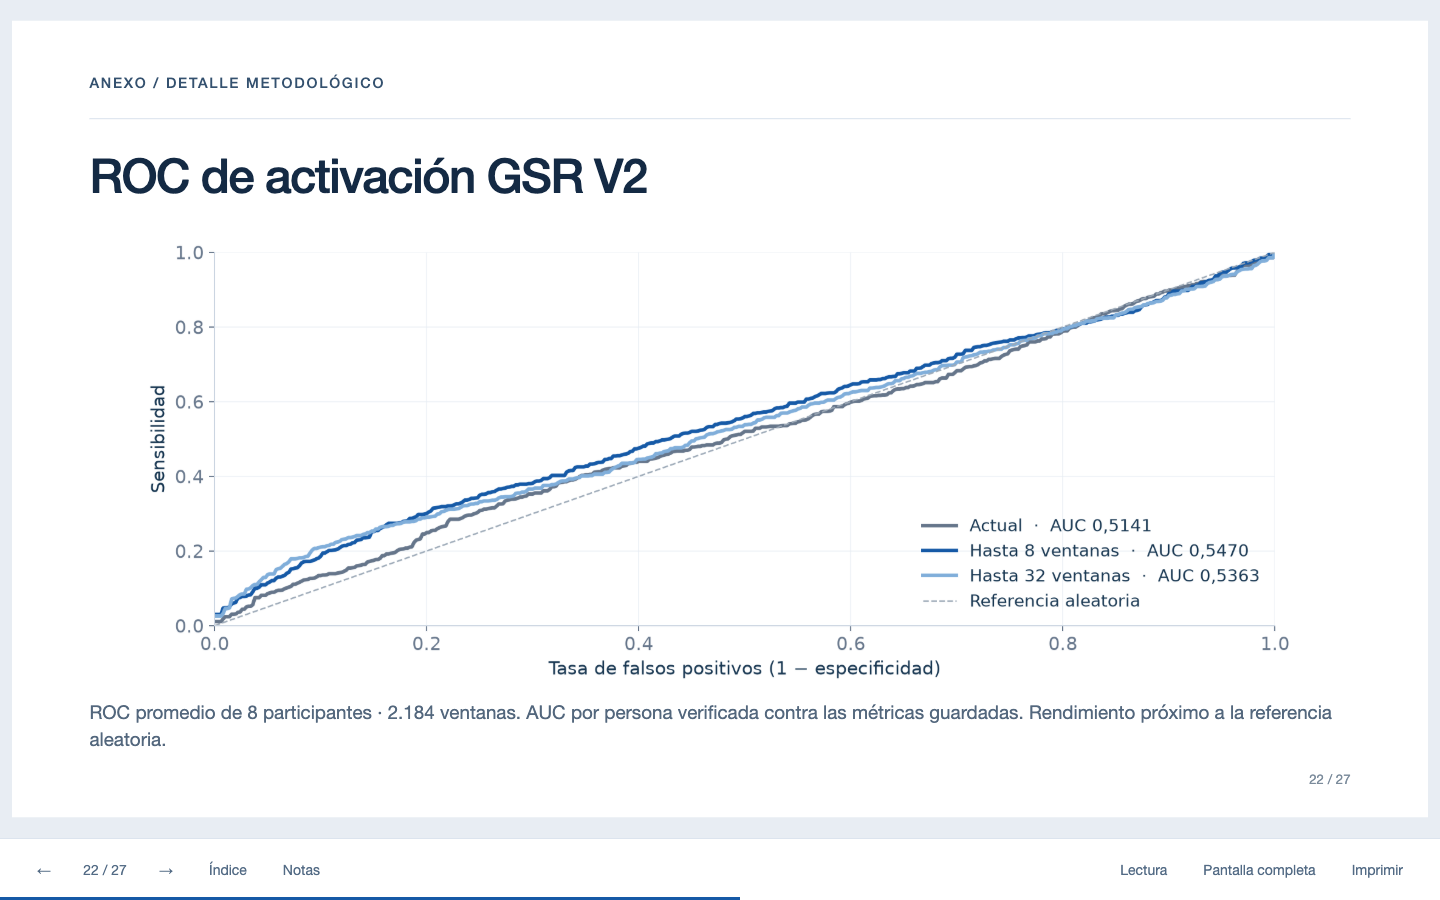 ANEXO / DETALLE METODOLÓGICO
ROC de activación GSR V2
1.0
0.8
0.6
0.4
0.2
0.0
Sensibilidad
Actual · AUC 0,5141
Hasta 8 ventanas · AUC 0,5470
Hasta 32 ventanas · AUC 0,5363
Referencia aleatoria
0.0 0.2 0.4 0.6 0.8 1.0
Tasa de falsos positivos (1 − especificidad)
ROC promedio de 8 participantes · 2.184 ventanas. AUC por persona verificada contra las métricas guardadas. Rendimiento próximo a la referencia
aleatoria.
22 / 27
← 22 / 27 → Índice Notas Lectura Pantalla completa Imprimir